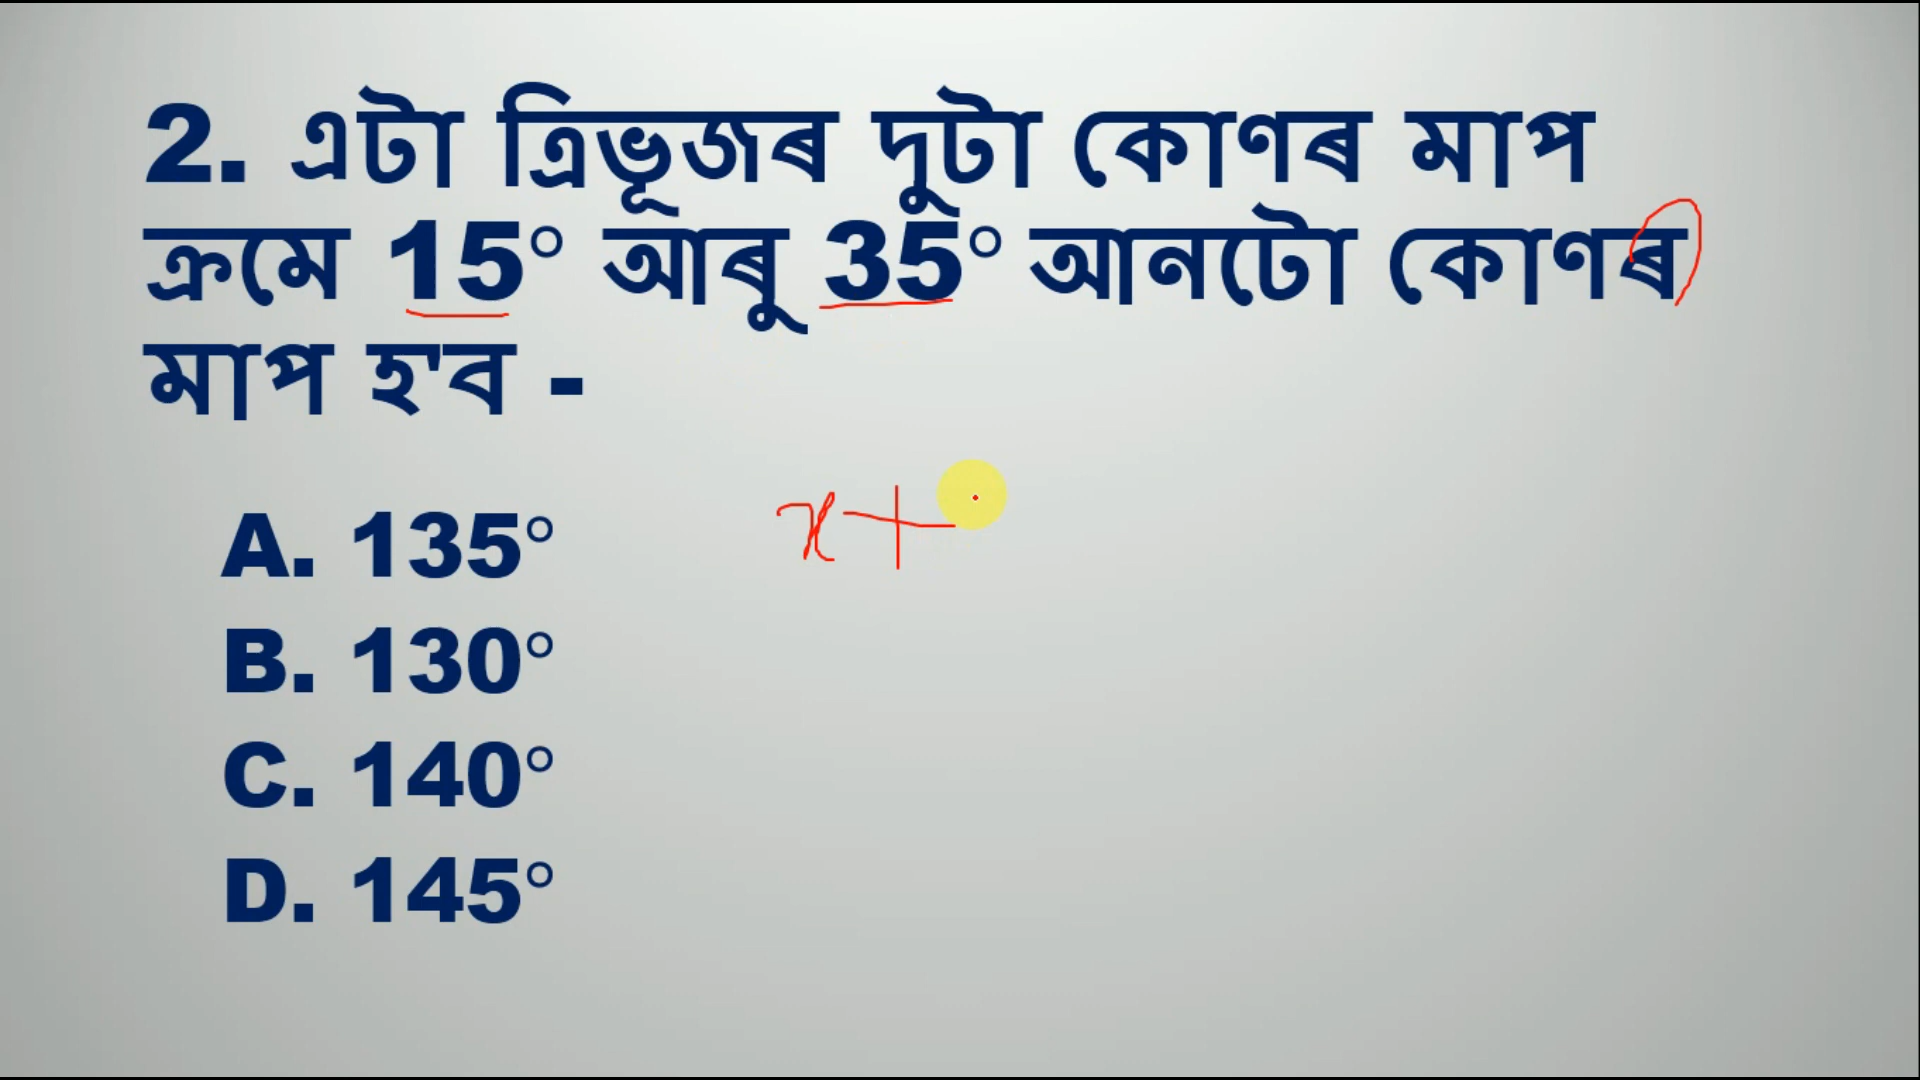 2. এটা ত্ৰিভূজৰ দুটা কোণৰ মাপ
ক্ৰমে 15° আৰু 35° আনটো কোণৰ
মাপ হ'ব -
x+
A. 135°
B. 130°
C. 140°
D. 145°